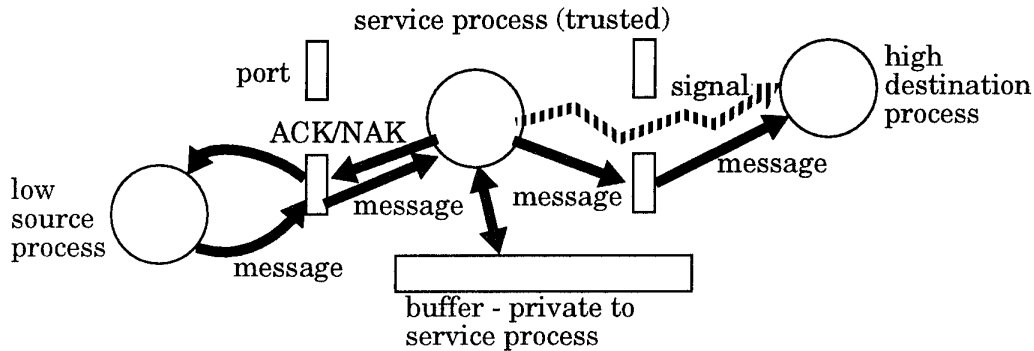 service process (trusted)
port
signal
high
destination
process
ACK/NAK
message
message
message
low
source
process
message
buffer - private to
service process